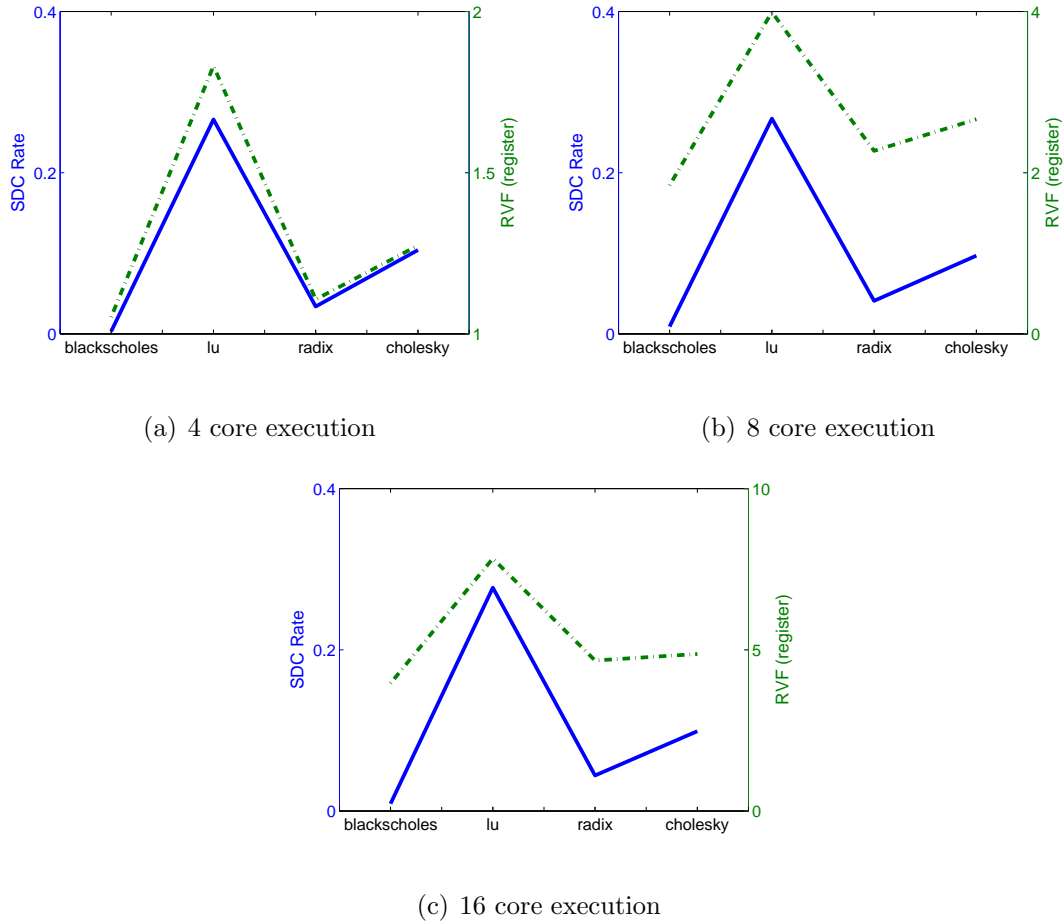 0.4
0.2
0
SDC Rate
2
1.5
1
RVF (register)
blackscholes lu radix cholesky
(a) 4 core execution
0.4
0.2
0
SDC Rate
4
2
0
RVF (register)
blackscholes lu radix cholesky
(b) 8 core execution
0.4
0.2
0
SDC Rate
10
5
0
RVF (register)
blackscholes lu radix cholesky
(c) 16 core execution